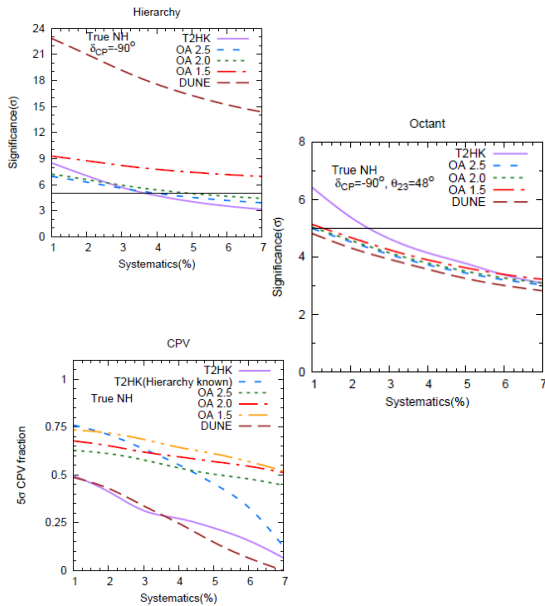 Hierarchy
True NH
δCP=-90°
T2HK
OA 2.5
OA 2.0
OA 1.5
DUNE
Significance(σ)
24
21
18
15
12
9
6
3
0
1 2 3 4 5 6 7
Systematics(%)
Octant
T2HK
OA 2.5
OA 2.0
OA 1.5
DUNE
True NH
δCP=-90°, θ23=48°
Significance(σ)
8
6
4
2
0
1 2 3 4 5 6 7
Systematics(%)
CPV
T2HK
T2HK(Hierarchy known)
OA 2.5
OA 2.0
OA 1.5
DUNE
True NH
5σ CPV fraction
1
0.75
0.5
0.25
0
1 2 3 4 5 6 7
Systematics(%)